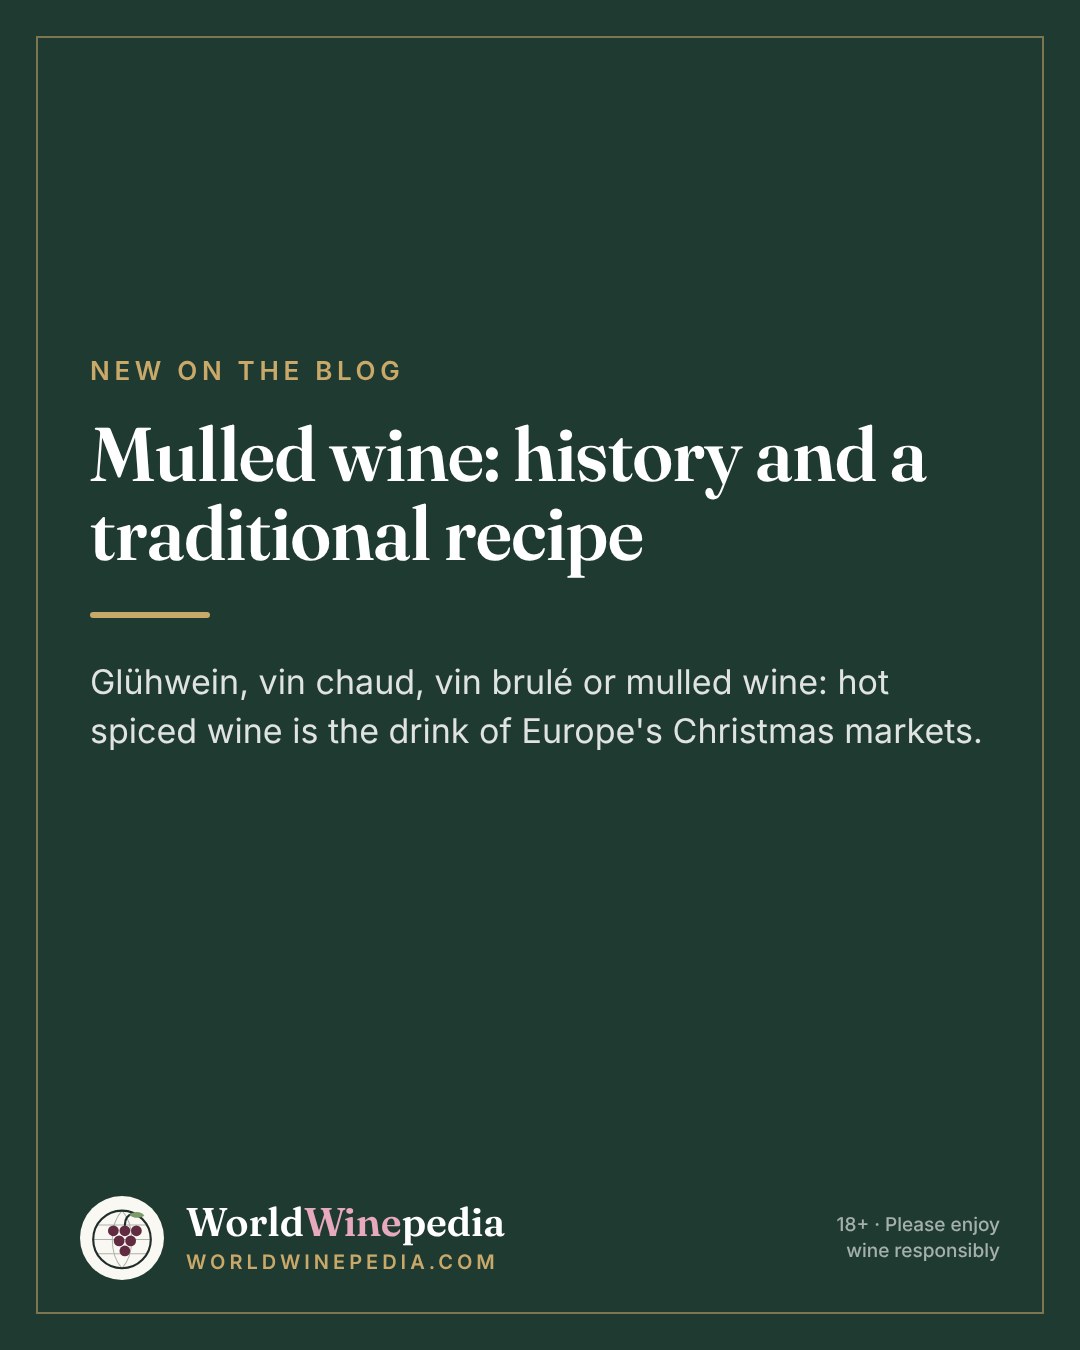 NEW ON THE BLOG
Mulled wine: history and a
traditional recipe
Glühwein, vin chaud, vin brulé or mulled wine: hot
spiced wine is the drink of Europe's Christmas markets.
WorldWinepedia
WORLDWINEPEDIA.COM
18+ · Please enjoy
wine responsibly